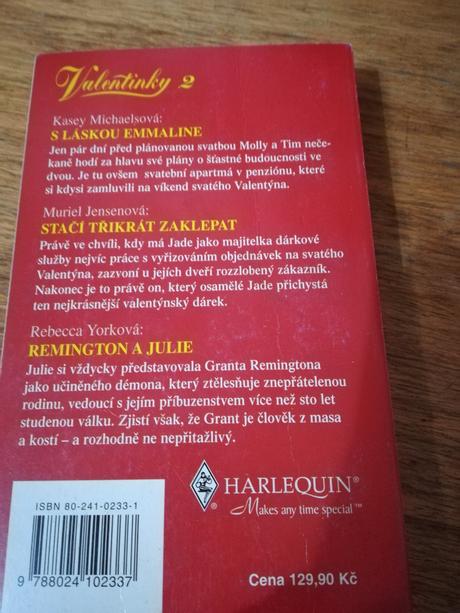 Valentinky 2
Kasey Michaelsová:
S LÁSKOU EMMALINE
Jen pár dní před plánovanou svatbou Molly a Tim neče-
kaně hodí za hlavu své plány o šťastné budoucnosti ve
dvou. Je tu ovšem svatební apartmá v penziónu, které
si kdysi zamluvili na víkend svatého Valentýna.
Muriel Jensenová:
STAČÍ TŘIKRÁT ZAKLEPAT
Právě ve chvíli, kdy má Jade jako majitelka dárkové
služby nejvíc práce s vyřizováním objednávek na svatého
Valentýna, zazvoní u jejích dveří rozzlobený zákazník.
Nakonec je to právě on, který osamělé Jade přichystá
ten nejkrásnější valentýnský dárek.
Rebecca Yorková:
REMINGTON A JULIE
Julie si vždycky představovala Granta Remingtona
jako učiněného démona, který ztělesňuje znepřátelenou
rodinu, vedoucí s jejím příbuzenstvem více než sto let
studenou válku. Zjistí však, že Grant je člověk z masa
a kostí – a rozhodně ne nepřitažlivý.
HARLEQUIN®
Makes any time special™
ISBN 80-241-0233-1
9 788024 102337
Cena 129,90 Kč